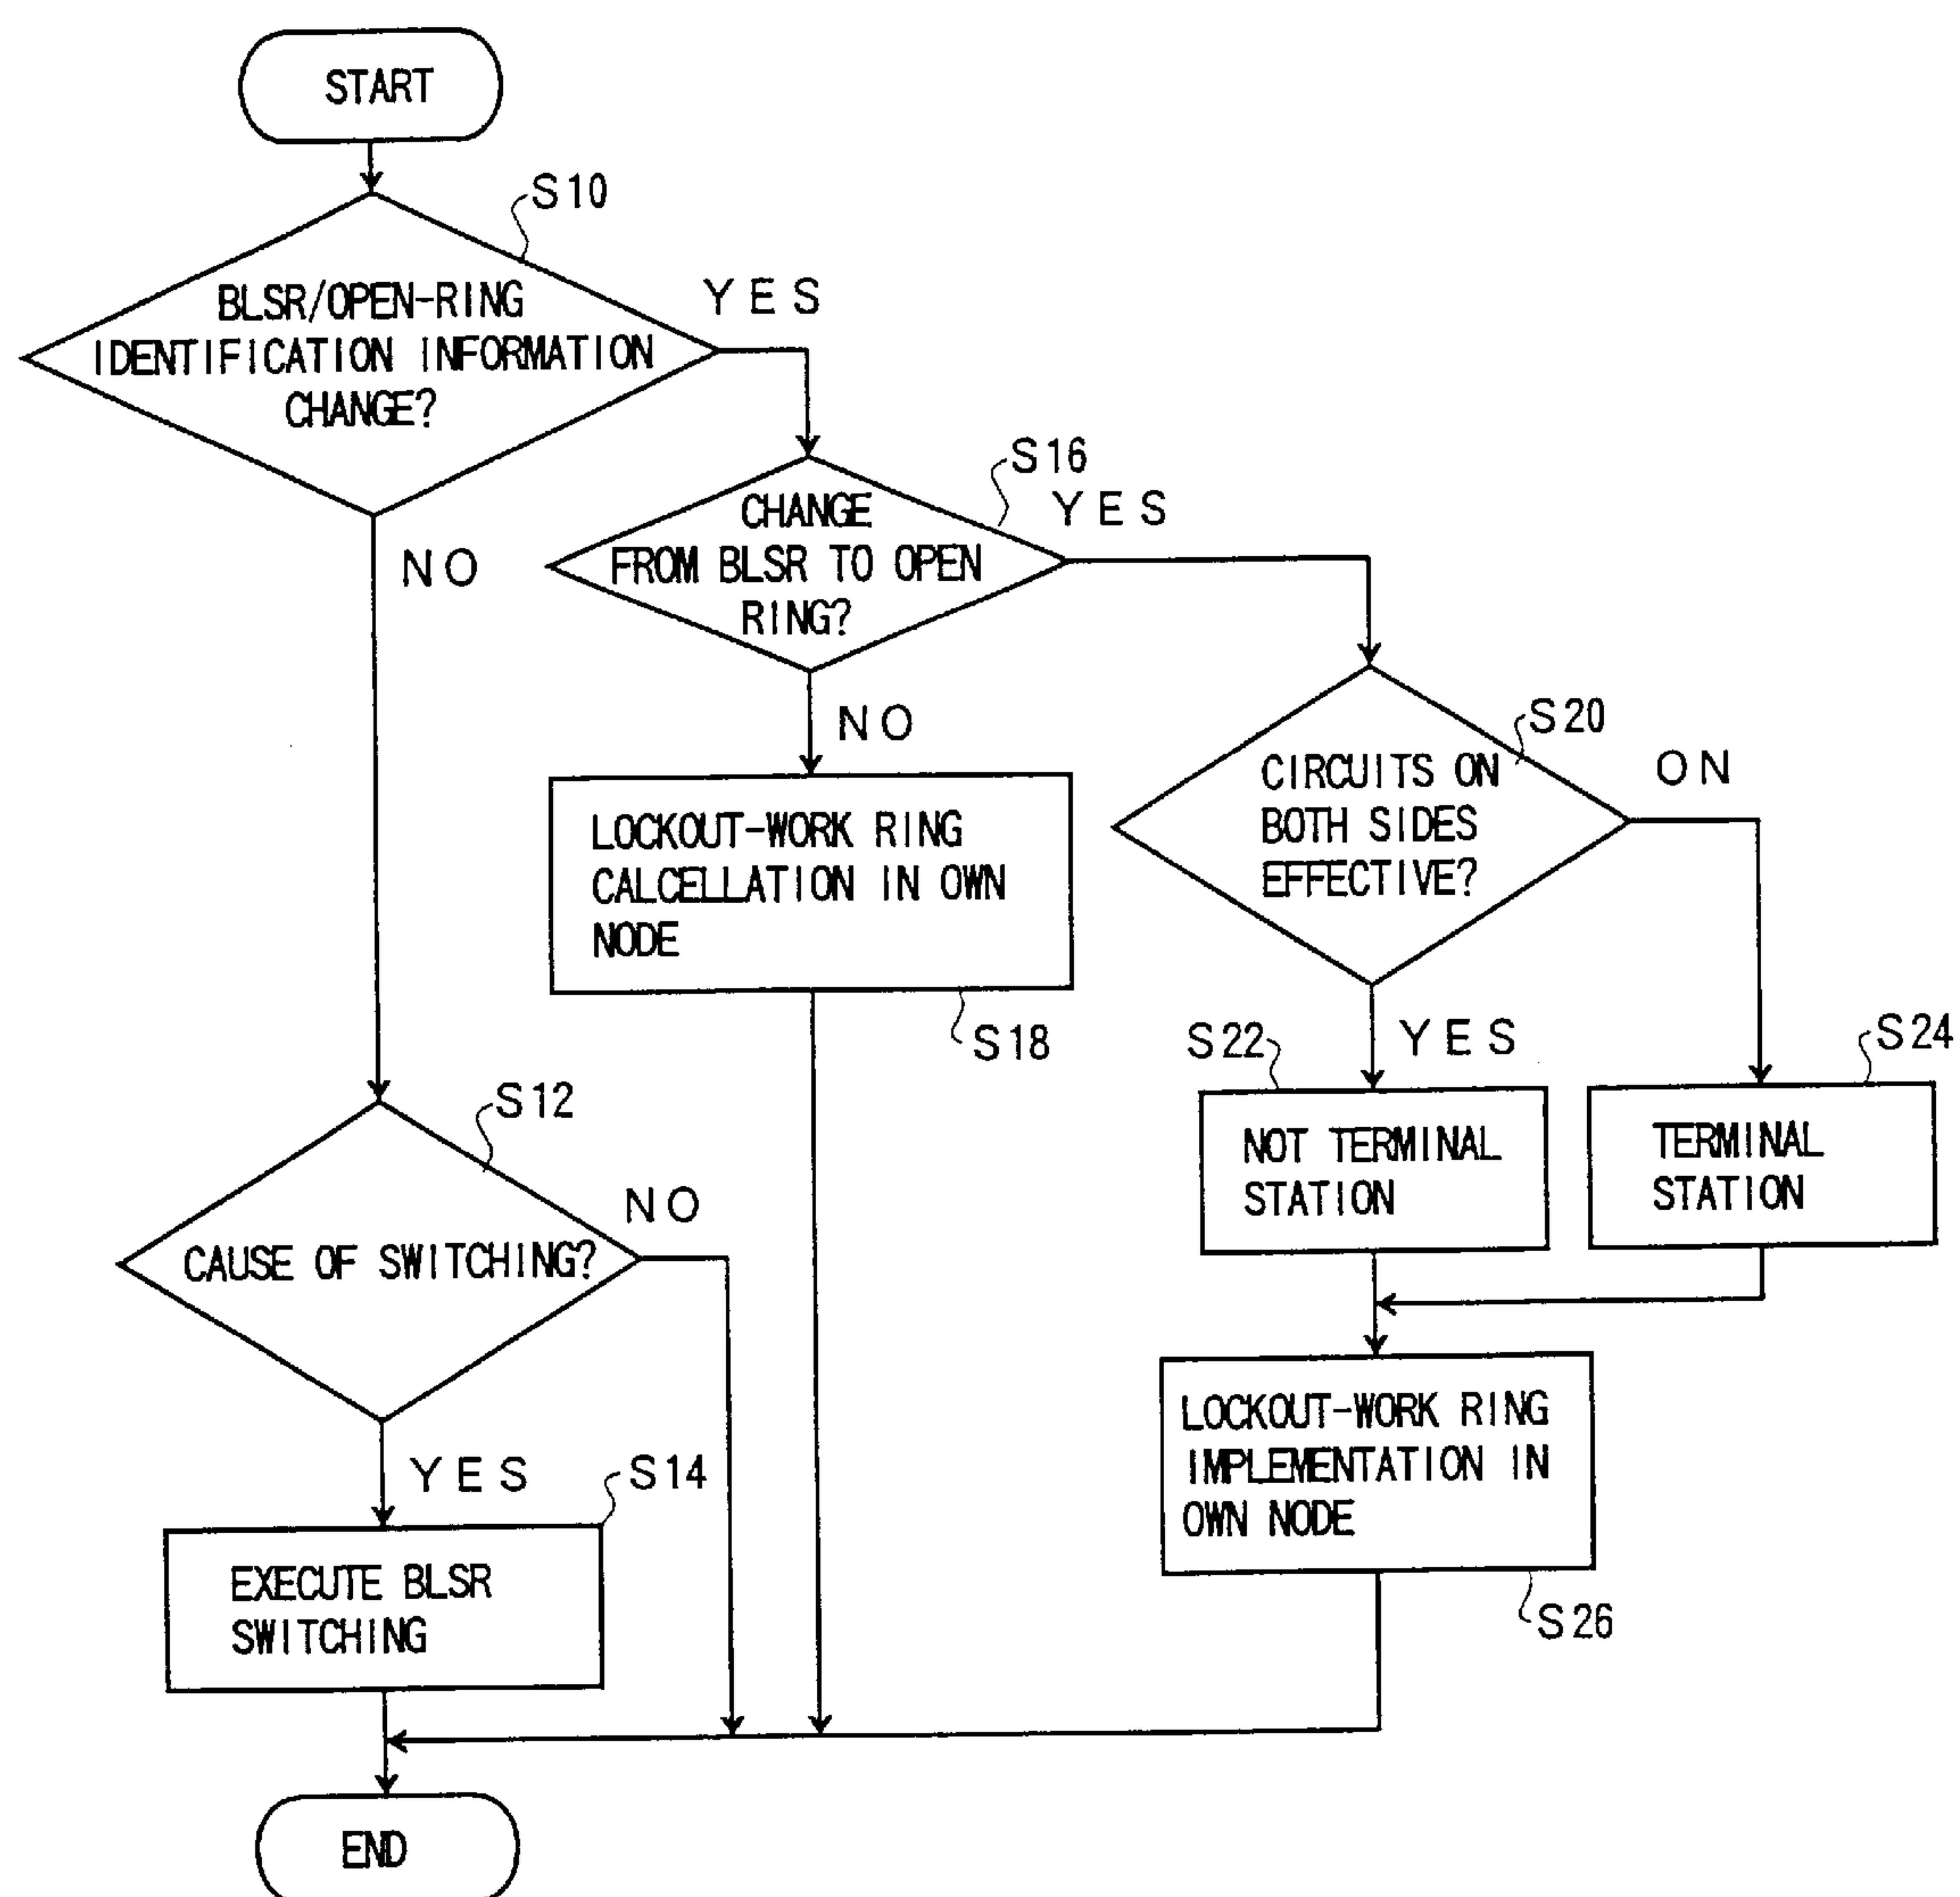 START
S10
BLSR/OPEN-RING
IDENTIFICATION INFORMATION
CHANGE?
YES
NO
S16
CHANGE
FROM BLSR TO OPEN
RING?
YES
NO
LOCKOUT-WORK RING
CALCELLATION IN OWN
NODE
S18
S20
CIRCUITS ON
BOTH SIDES
EFFECTIVE?
ON
YES
S22
NOT TERMINAL
STATION
S24
TERMINAL
STATION
S12
CAUSE OF SWITCHING?
NO
YES
S14
EXECUTE BLSR
SWITCHING
LOCKOUT-WORK RING
IMPLEMENTATION IN
OWN NODE
S26
END